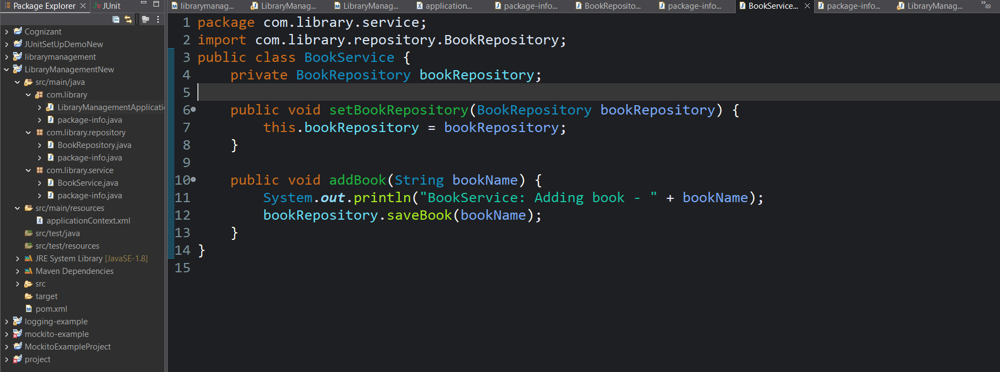 Package Explorer
JUnit
librarymanag...
LibraryManag...
LibraryManag...
application...
package-info...
BookReposito...
package-info...
BookService...
package-info...
LibraryManag...
89
Cognizant
JUnitSetUpDemoNew
librarymanagement
LibraryManagementNew
src/main/java
com.library
LibraryManagementApplicati
package-info.java
com.library.repository
BookRepository.java
package-info.java
com.library.service
BookService.java
package-info.java
src/main/resources
applicationContext.xml
src/test/java
src/test/resources
JRE System Library [JavaSE-1.8]
Maven Dependencies
src
target
pom.xml
logging-example
mockito-example
MockitoExampleProject
project
1 package com.library.service;
2 import com.library.repository.BookRepository;
3 public class BookService {
4     private BookRepository bookRepository;
5
6     public void setBookRepository(BookRepository bookRepository) {
7         this.bookRepository = bookRepository;
8     }
9
10     public void addBook(String bookName) {
11         System.out.println("BookService: Adding book - " + bookName);
12         bookRepository.saveBook(bookName);
13     }
14 }
15